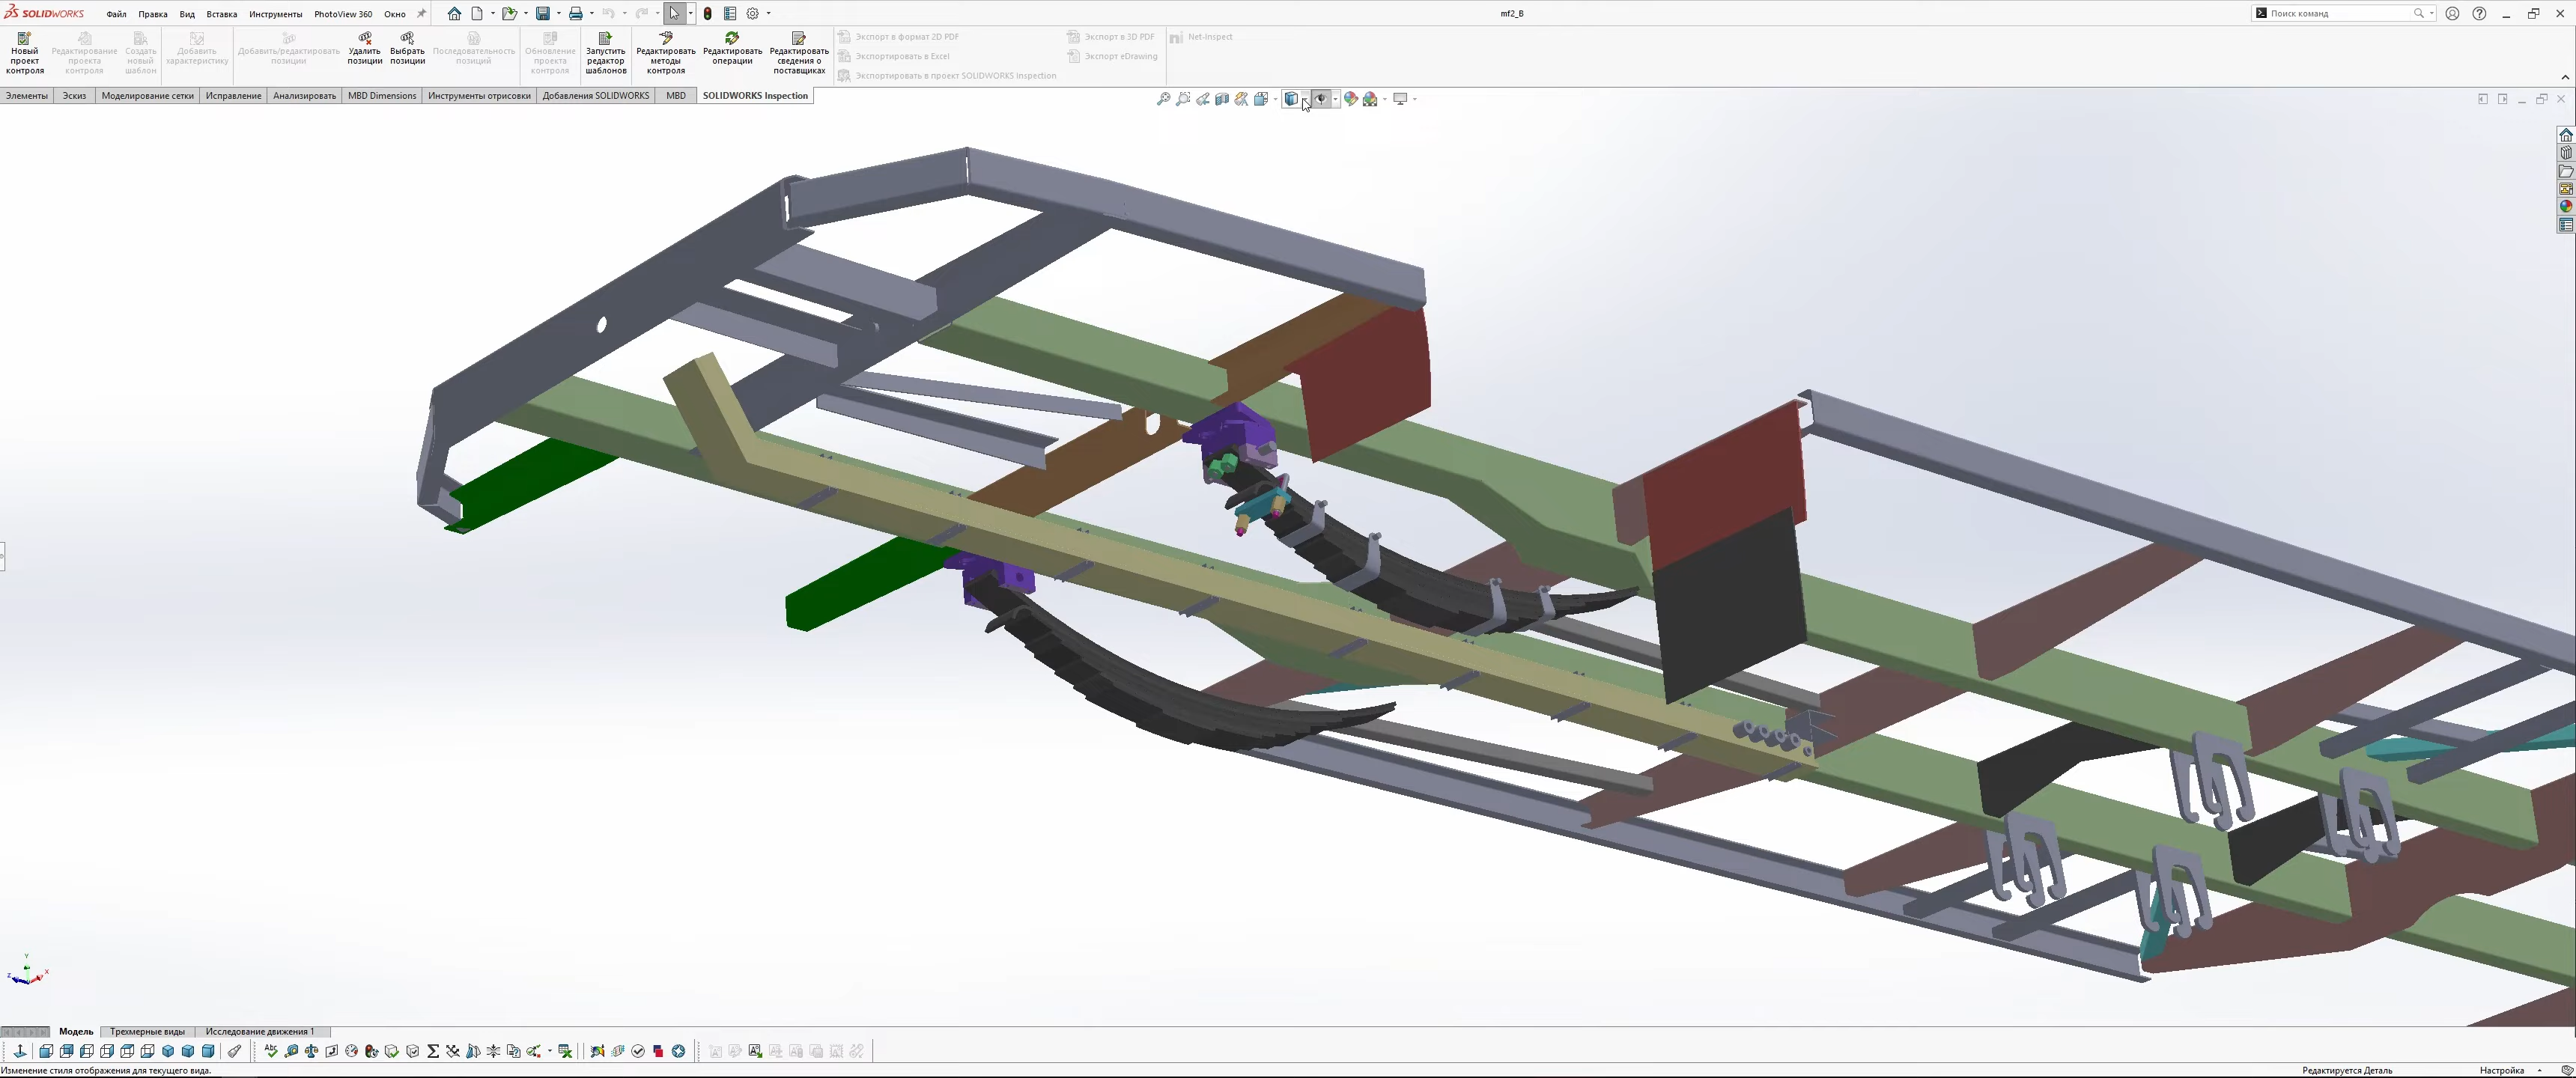 SOLIDWORKS Файл Правка Вид Вставка Инструменты PhotoView 360 Окно mf2_B Поиск команд
Новый проект контроля
Редактирование проекта контроля
Создать новый шаблон
Добавить характеристику
Добавить/редактировать позиции
Удалить позиции
Выбрать позиции
Последовательность позиций
Обновление проекта контроля
Запустить редактор шаблонов
Редактировать методы контроля
Редактировать операции
Редактировать сведения о поставщиках
Экспорт в формат 2D PDF
Экспортировать в Excel
Экспортировать в проект SOLIDWORKS Inspection
Экспорт в 3D PDF
Экспорт eDrawing
Net-Inspect
Элементы Эскиз Моделирование сетки Исправление Анализировать MBD Dimensions Инструменты отрисовки Добавления SOLIDWORKS MBD SOLIDWORKS Inspection
Y
Z X
Модель Трехмерные виды Исследование движения 1
Изменение стиля отображения для текущего вида. Редактируется Деталь Настройка